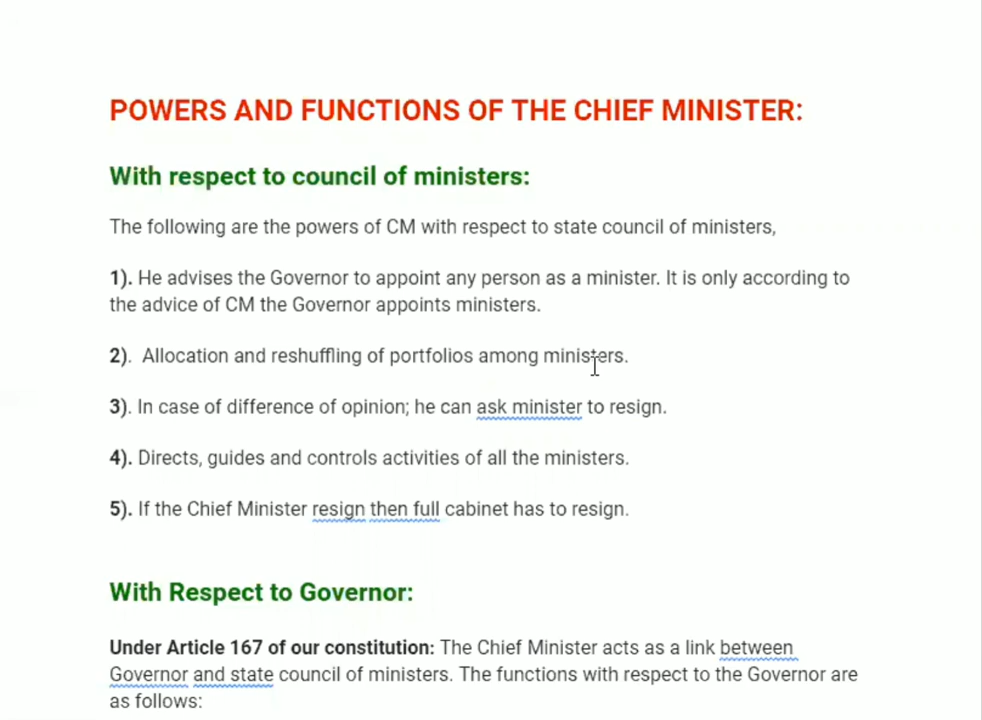 POWERS AND FUNCTIONS OF THE CHIEF MINISTER:
With respect to council of ministers:
The following are the powers of CM with respect to state council of ministers,
1). He advises the Governor to appoint any person as a minister. It is only according to
the advice of CM the Governor appoints ministers.
2).  Allocation and reshuffling of portfolios among ministers.
3). In case of difference of opinion; he can ask minister to resign.
4). Directs, guides and controls activities of all the ministers.
5). If the Chief Minister resign then full cabinet has to resign.
With Respect to Governor:
Under Article 167 of our constitution: The Chief Minister acts as a link between
Governor and state council of ministers. The functions with respect to the Governor are
as follows: